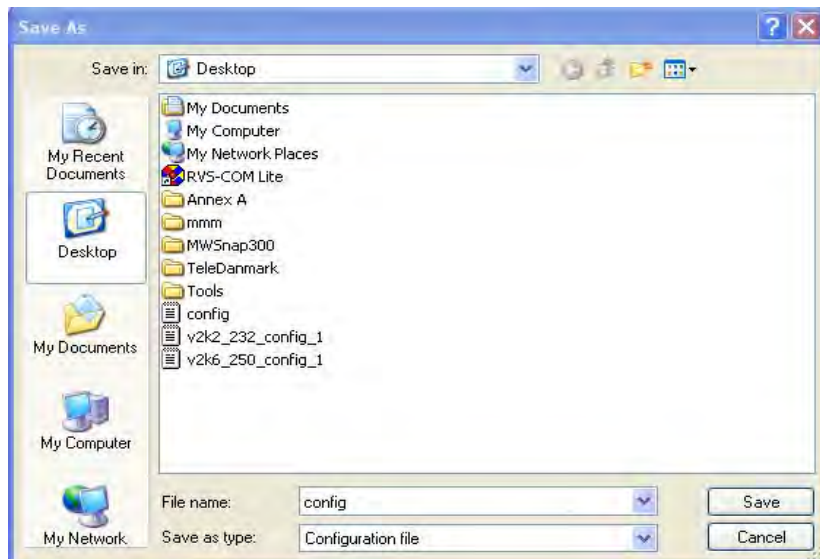 Save As
Save in:
Desktop
My Recent
Documents
Desktop
My Documents
My Computer
My Network
My Documents
My Computer
My Network Places
RVS-COM Lite
Annex A
mmm
MWSnap300
TeleDanmark
Tools
config
v2k2_232_config_1
v2k6_250_config_1
File name:
config
Save
Save as type:
Configuration file
Cancel